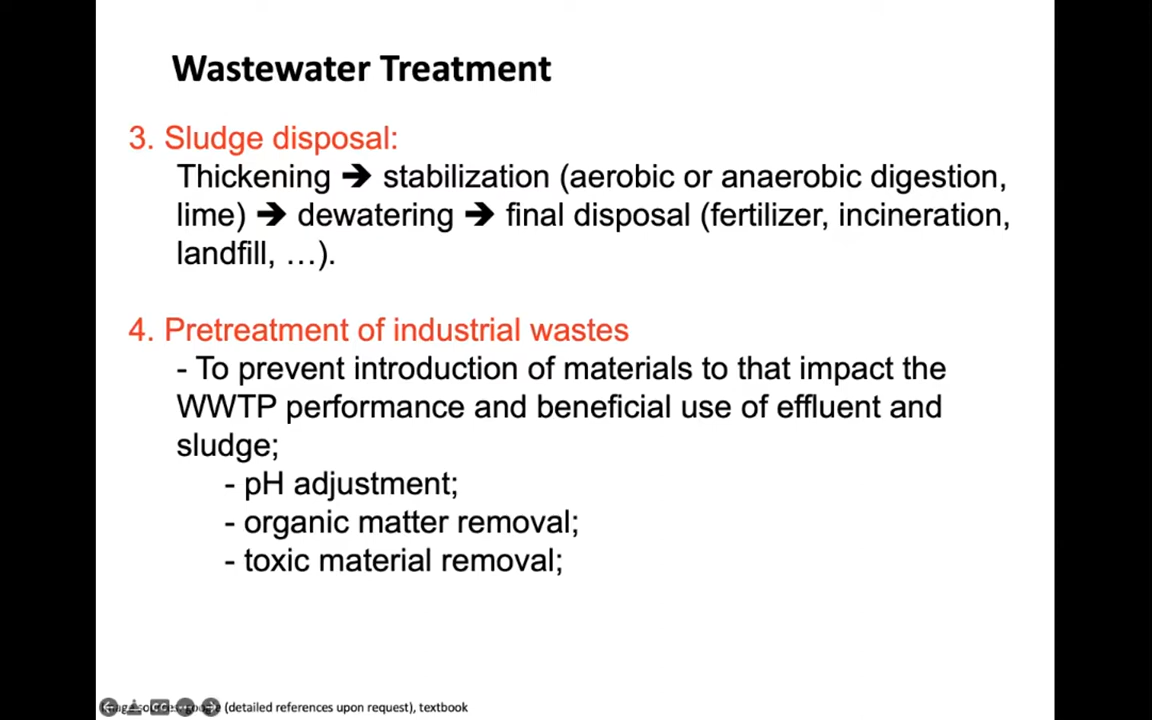 Wastewater Treatment
3. Sludge disposal:
Thickening ➔ stabilization (aerobic or anaerobic digestion,
lime) ➔ dewatering ➔ final disposal (fertilizer, incineration,
landfill, …).
4. Pretreatment of industrial wastes
- To prevent introduction of materials to that impact the
WWTP performance and beneficial use of effluent and
sludge;
- pH adjustment;
- organic matter removal;
- toxic material removal;
(detailed references upon request), textbook